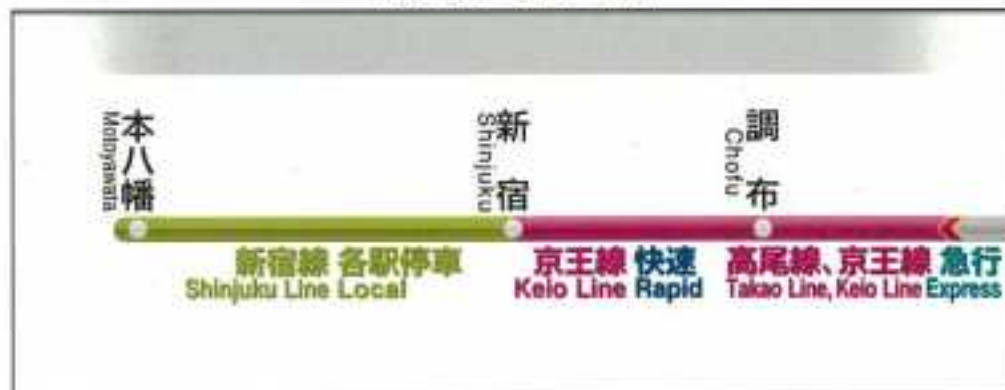 本八幡
Motoyawata
新宿
Shinjuku
調布
Chofu
新宿線 各駅停車
Shinjuku Line Local
京王線 快速
Keio Line Rapid
高尾線、京王線 急行
Takao Line, Keio Line Express